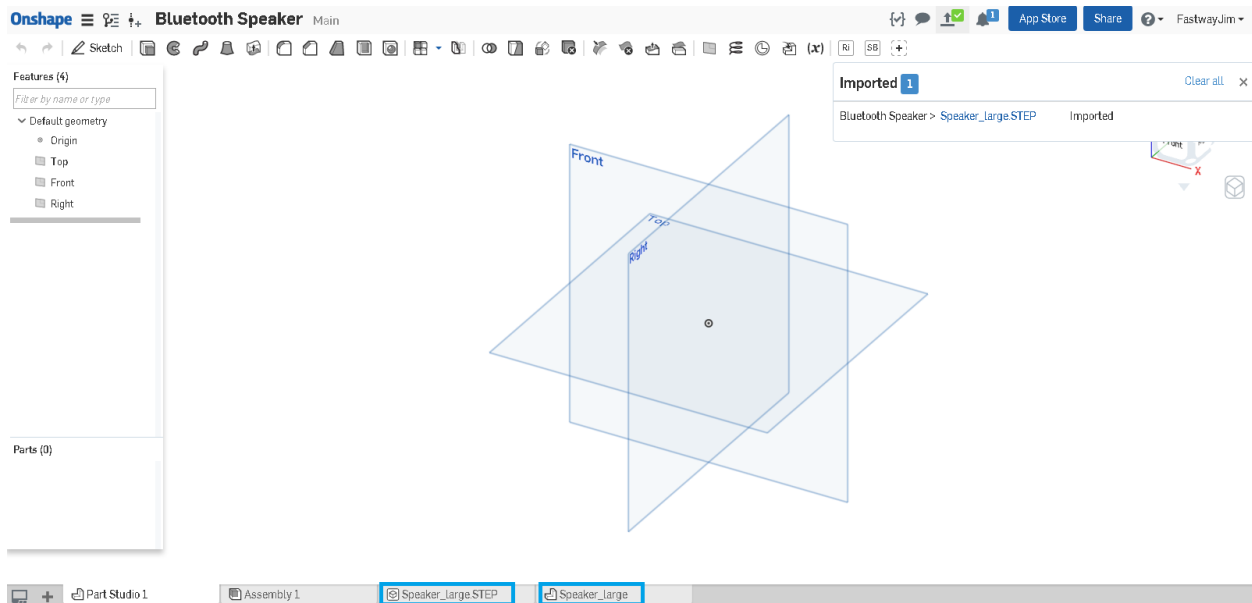 Onshape Bluetooth Speaker Main
1 App Store Share FastwayJim
Sketch (x) Ri SB
Features (4)
Filter by name or type
Default geometry
Origin
Top
Front
Right
Parts (0)
Imported 1 Clear all
Bluetooth Speaker > Speaker_large.STEP Imported
Front
Top
Right
X
Part Studio 1 Assembly 1 Speaker_large.STEP Speaker_large